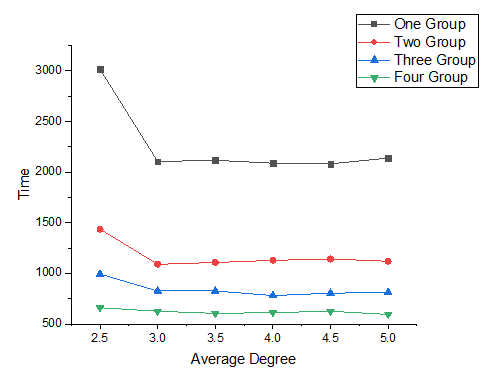 One Group
Two Group
Three Group
Four Group
3000
2500
2000
1500
1000
500
Time
2.5 3.0 3.5 4.0 4.5 5.0
Average Degree